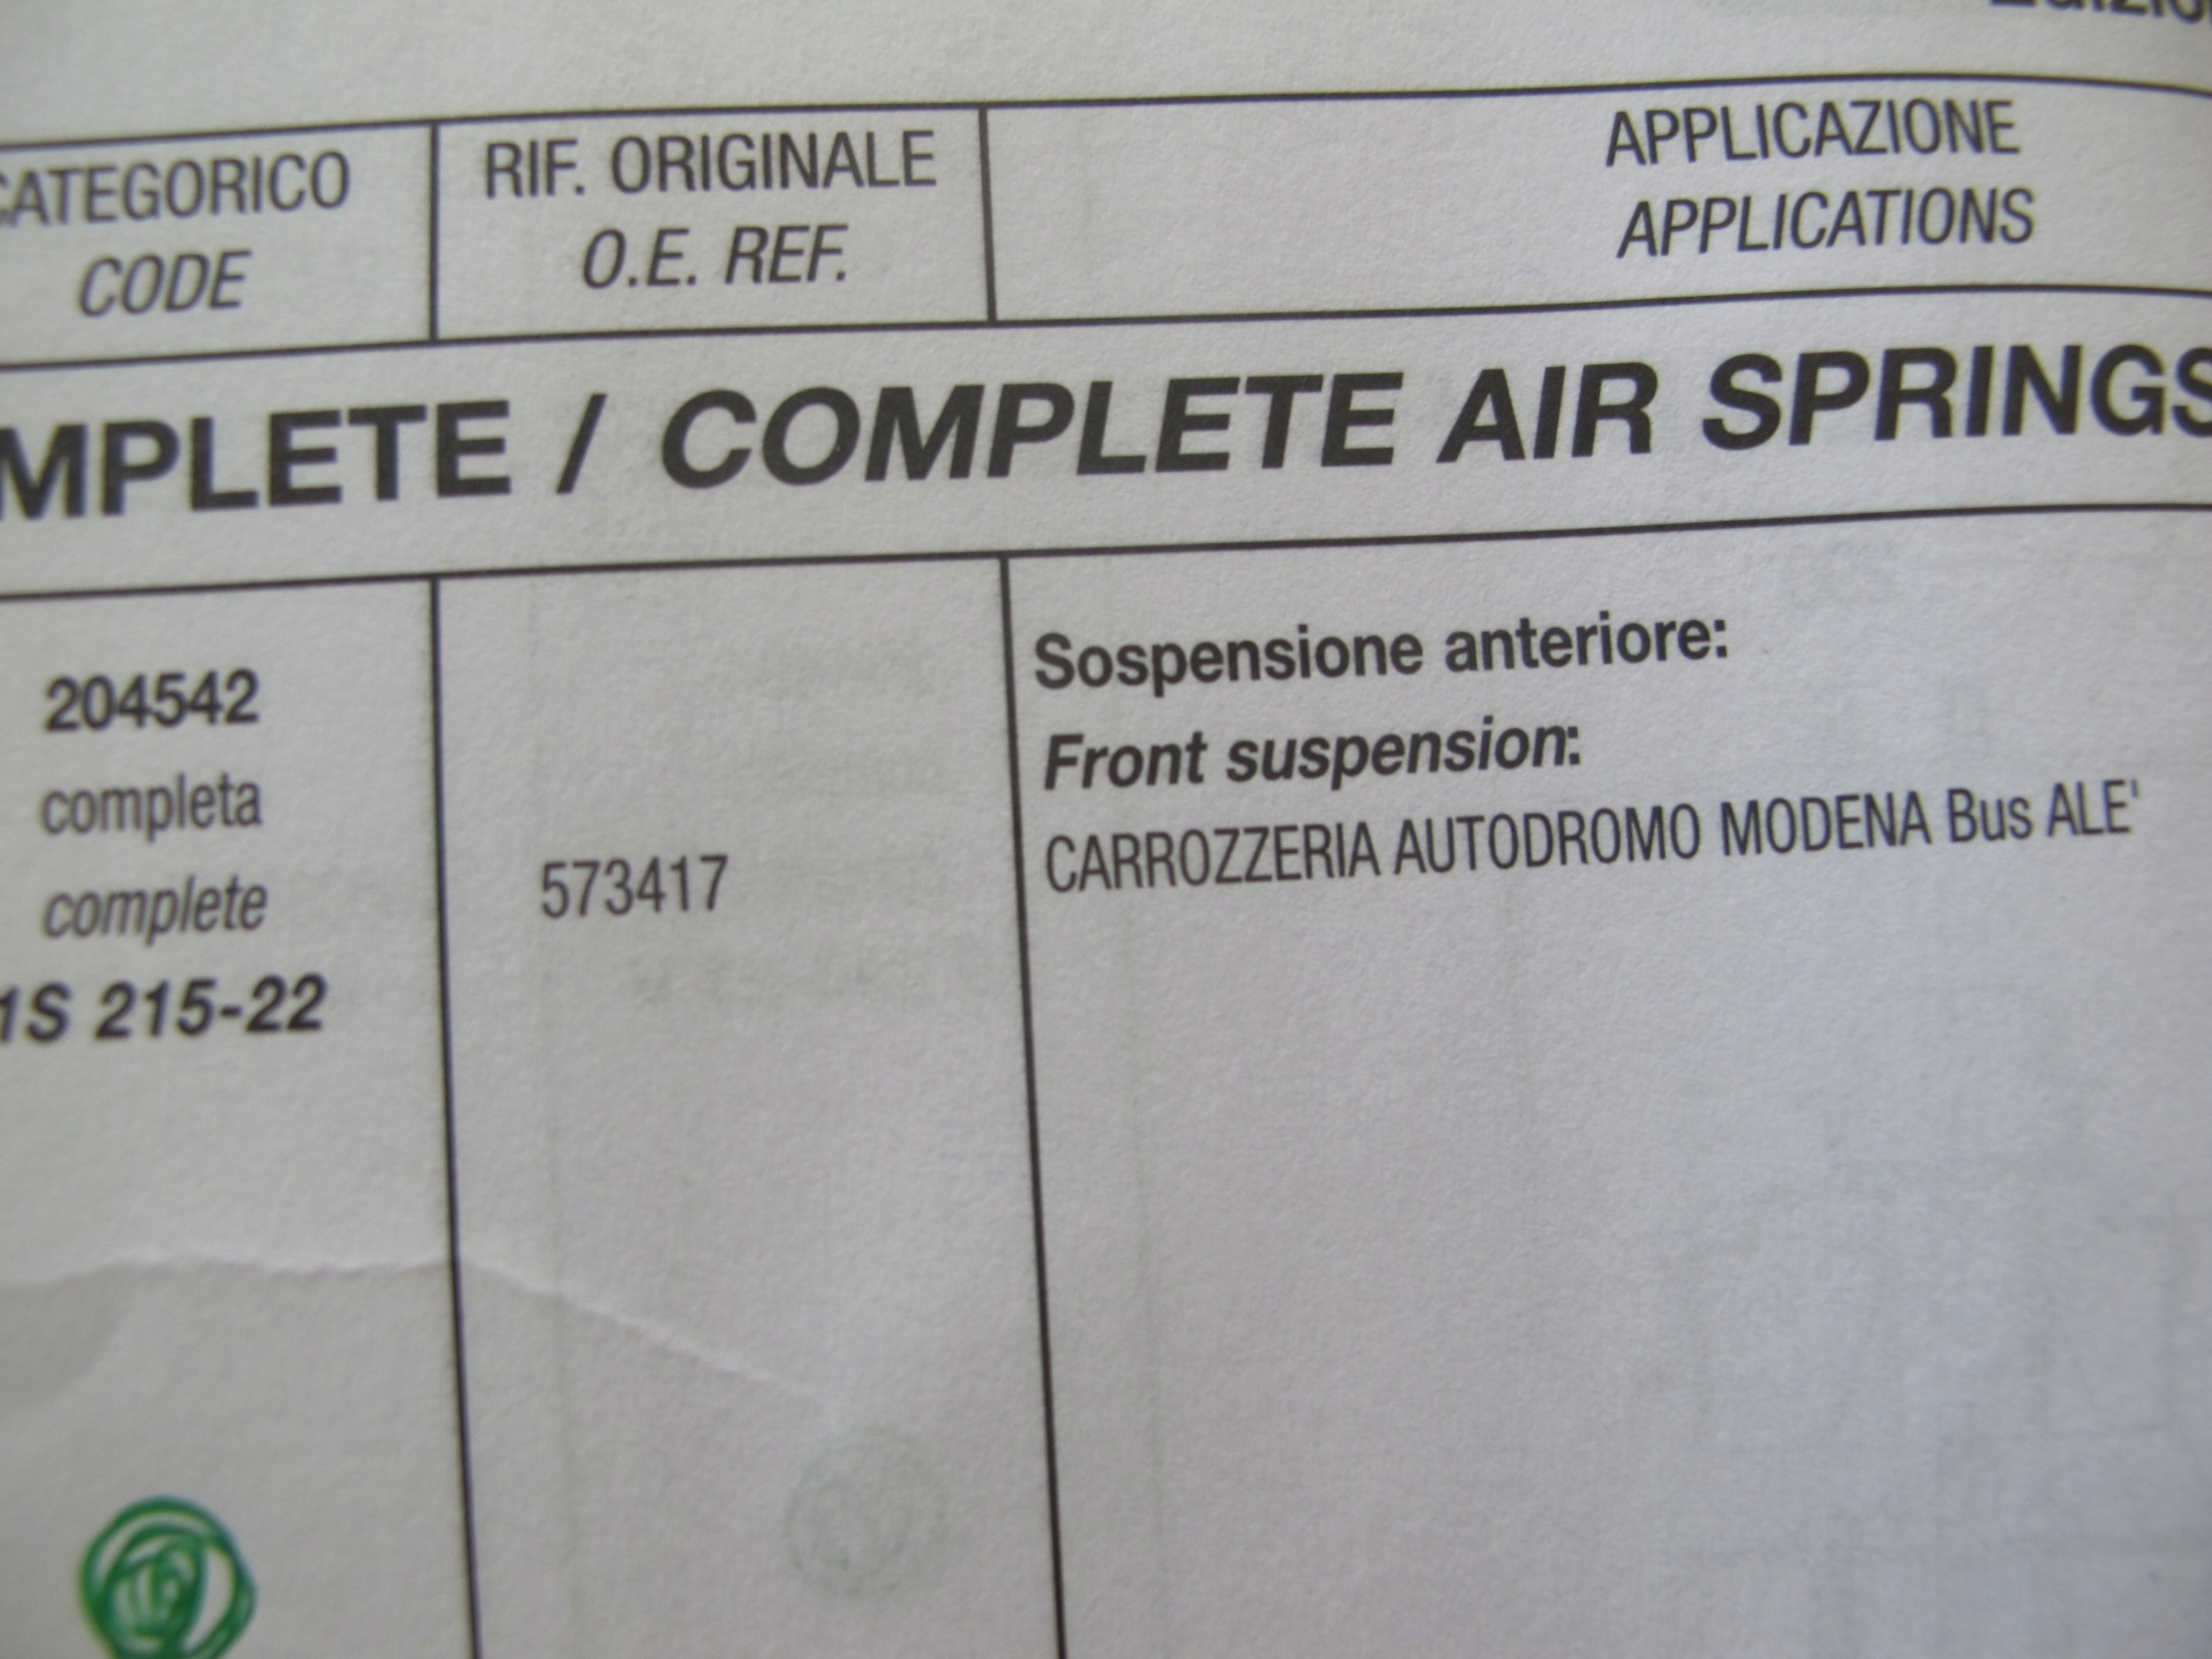 CATEGORICO
CODE
RIF. ORIGINALE
O.E. REF.
APPLICAZIONE
APPLICATIONS
MPLETE / COMPLETE AIR SPRINGS
204542
completa
complete
1S 215-22
573417
Sospensione anteriore:
Front suspension:
CARROZZERIA AUTODROMO MODENA Bus ALE'